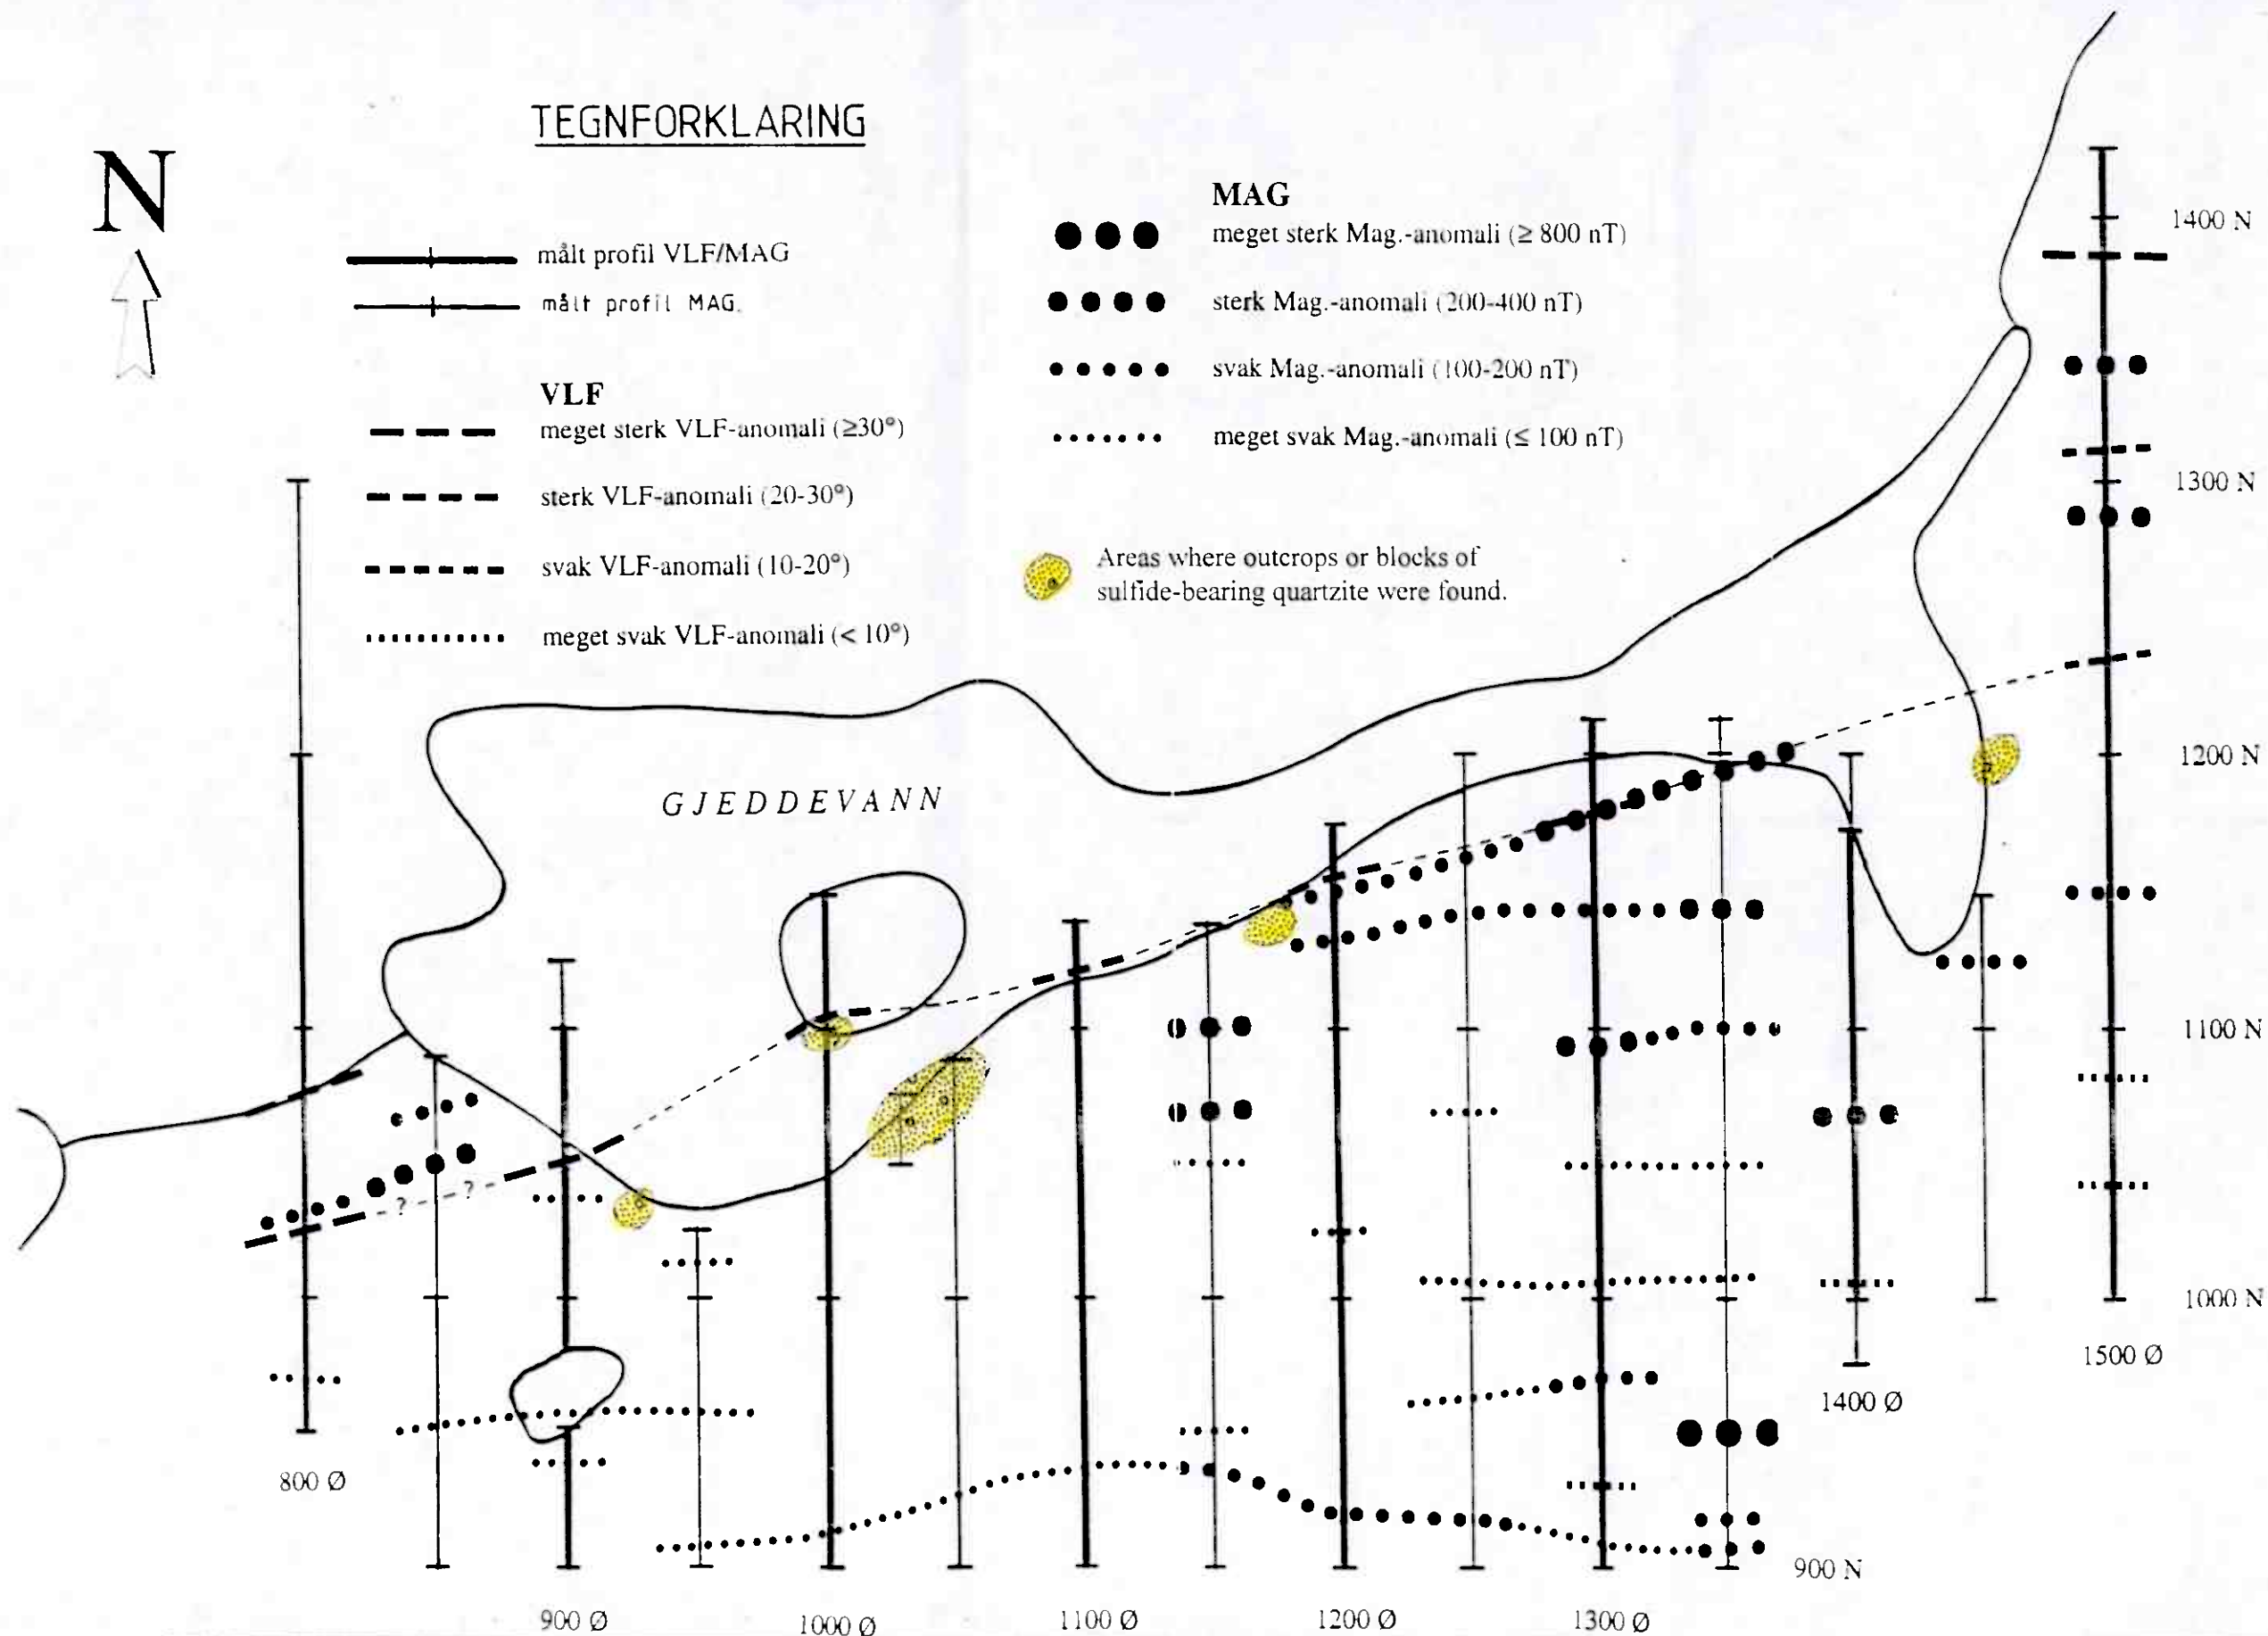 TEGNFORKLARING
N
målt profil VLF/MAG
målt profil MAG.
VLF
meget sterk VLF-anomali (≥30°)
sterk VLF-anomali (20-30°)
svak VLF-anomali (10-20°)
meget svak VLF-anomali (< 10°)
MAG
meget sterk Mag.-anomali (≥ 800 nT)
sterk Mag.-anomali (200-400 nT)
svak Mag.-anomali (100-200 nT)
meget svak Mag.-anomali (≤ 100 nT)
Areas where outcrops or blocks of
sulfide-bearing quartzite were found.
1400 N
1300 N
1200 N
GJEDDEVANN
1100 N
? ?
1000 N
1500 Ø
1400 Ø
800 Ø
900 N
900 Ø
1000 Ø
1100 Ø
1200 Ø
1300 Ø